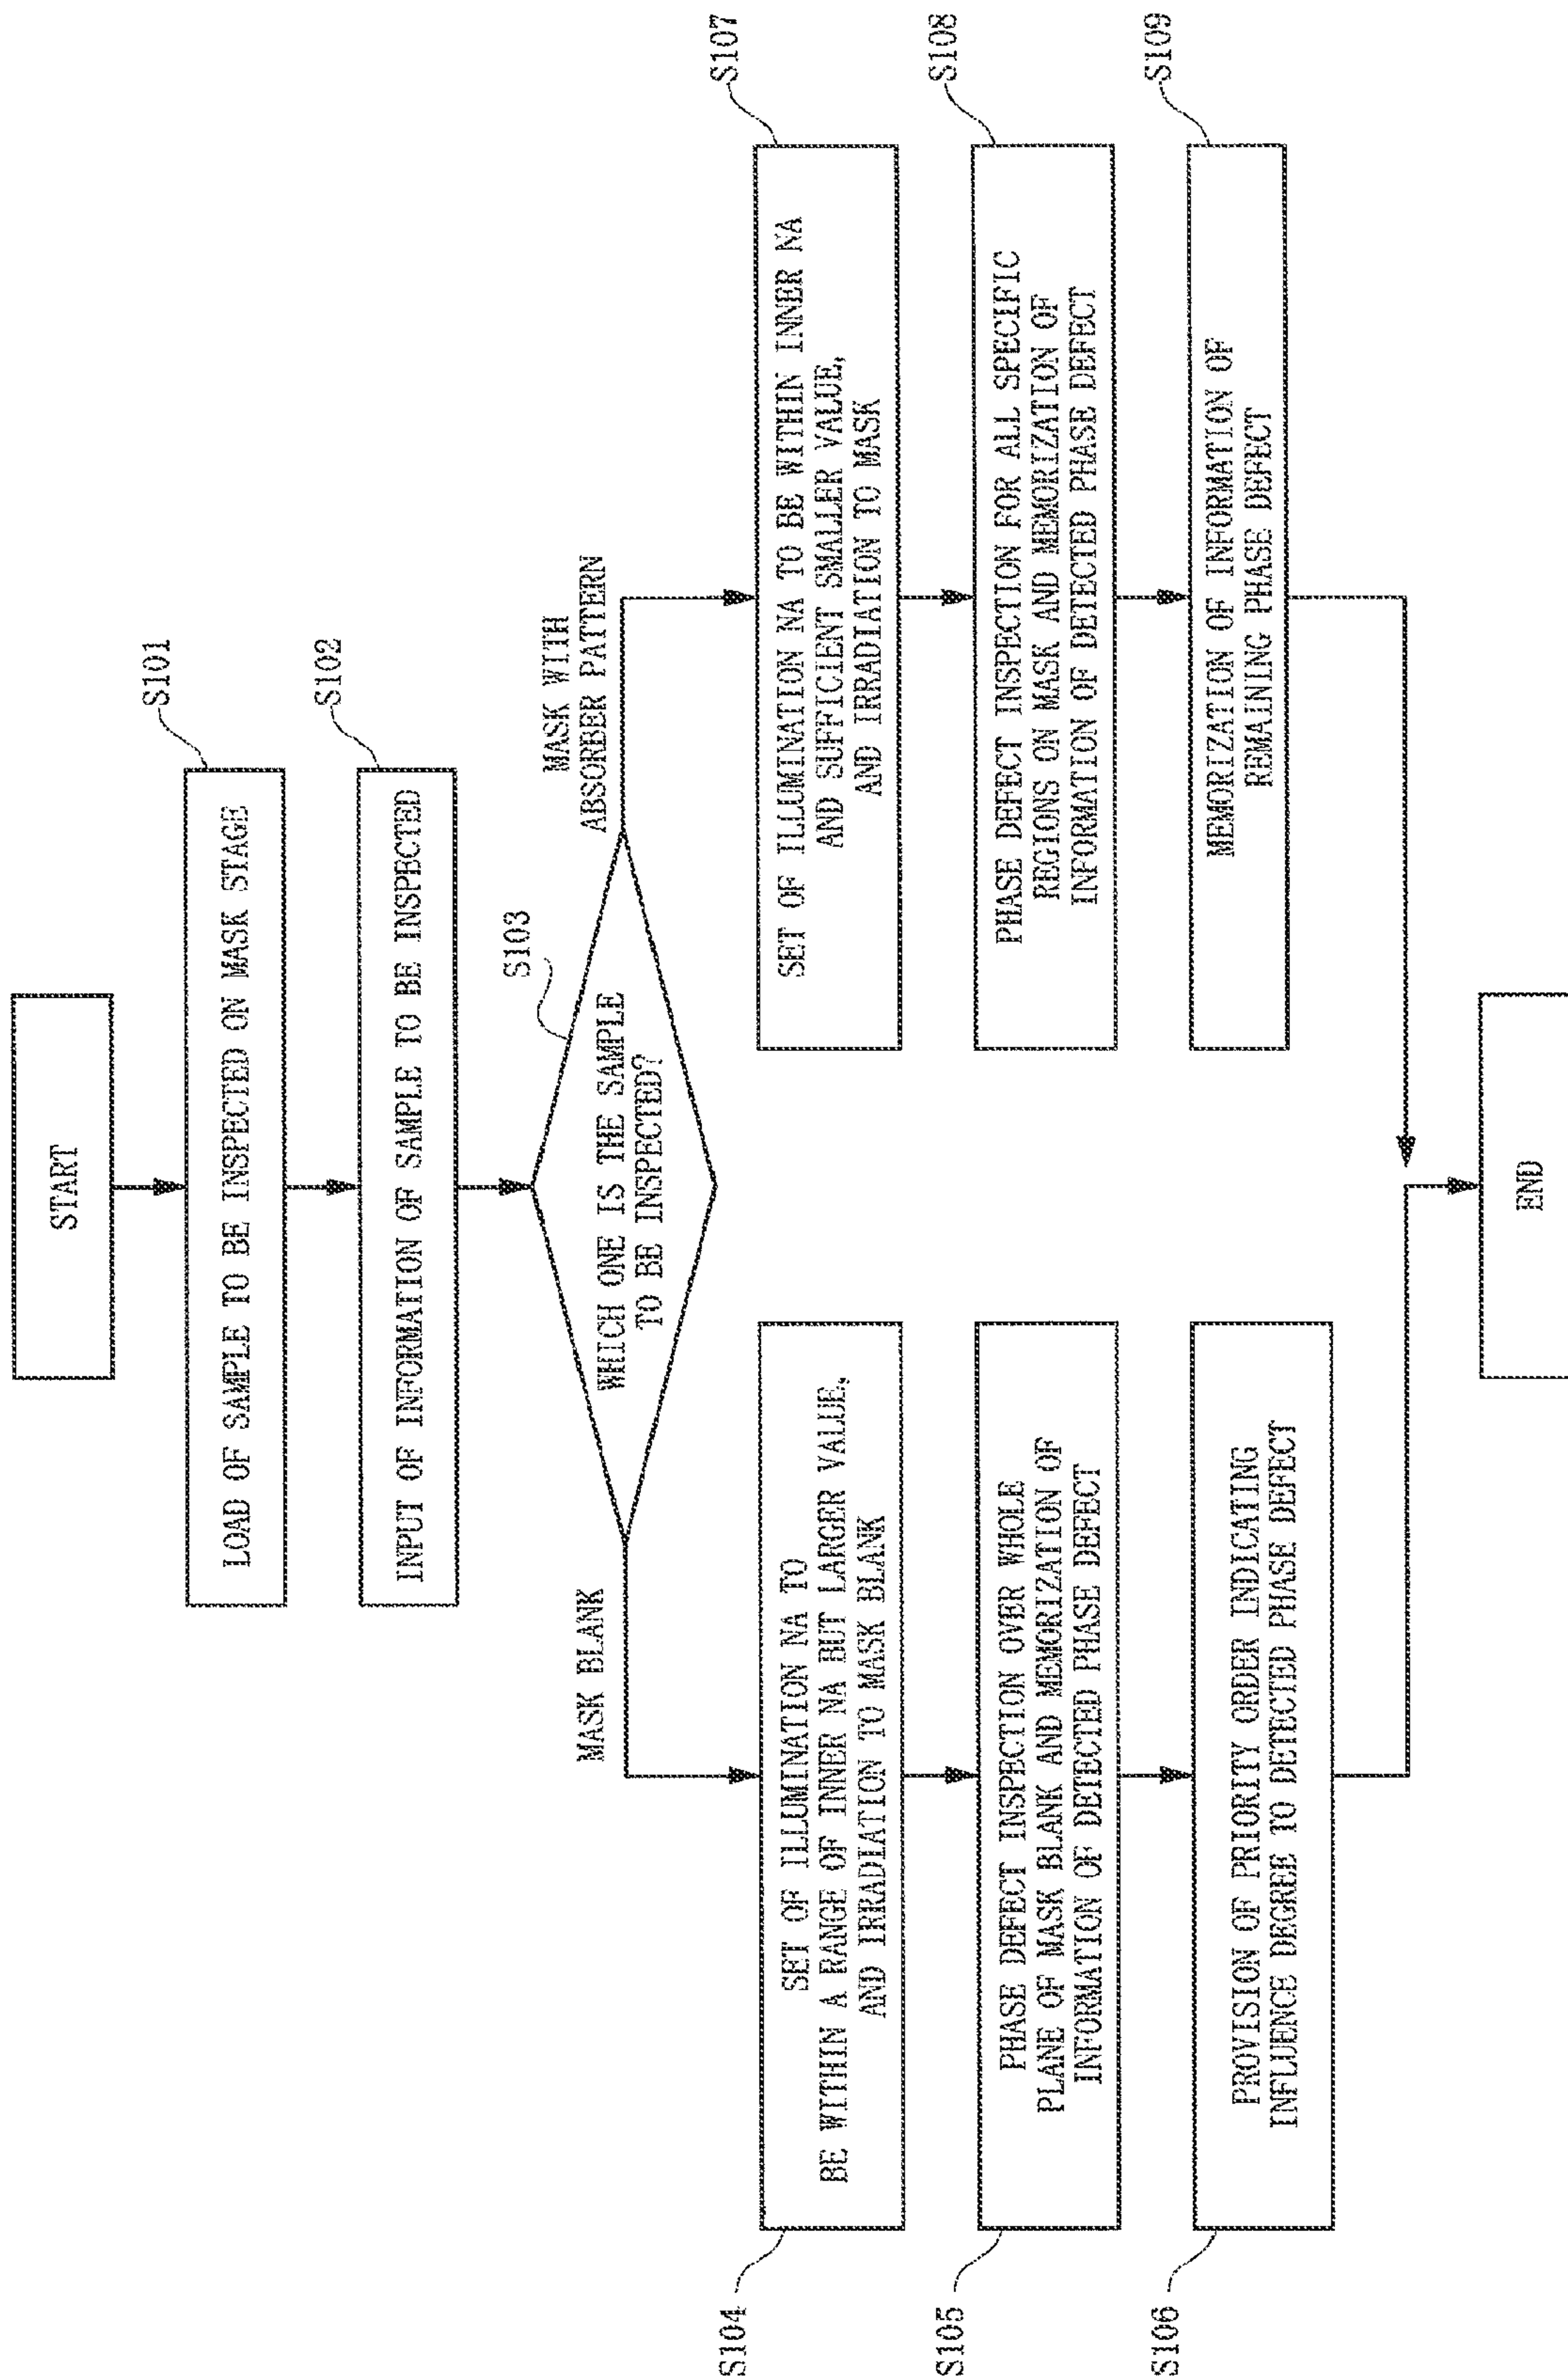 START
LOAD OF SAMPLE TO BE INSPECTED ON MASK STAGE
S101
INPUT OF INFORMATION OF SAMPLE TO BE INSPECTED
S102
WHICH ONE IS THE SAMPLE
TO BE INSPECTED?
S103
MASK BLANK
SET OF ILLUMINATION NA TO
BE WITHIN A RANGE OF INNER NA BUT LARGER VALUE,
AND IRRADIATION TO MASK BLANK
S104
PHASE DEFECT INSPECTION OVER WHOLE
PLANE OF MASK BLANK AND MEMORIZATION OF
INFORMATION OF DETECTED PHASE DEFECT
S105
PROVISION OF PRIORITY ORDER INDICATING
INFLUENCE DEGREE TO DETECTED PHASE DEFECT
S106
MASK WITH
ABSORBER PATTERN
SET OF ILLUMINATION NA TO BE WITHIN INNER NA
AND SUFFICIENT SMALLER VALUE,
AND IRRADIATION TO MASK
S107
PHASE DEFECT INSPECTION FOR ALL SPECIFIC
REGIONS ON MASK AND MEMORIZATION OF
INFORMATION OF DETECTED PHASE DEFECT
S108
MEMORIZATION OF INFORMATION OF
REMAINING PHASE DEFECT
S109
END